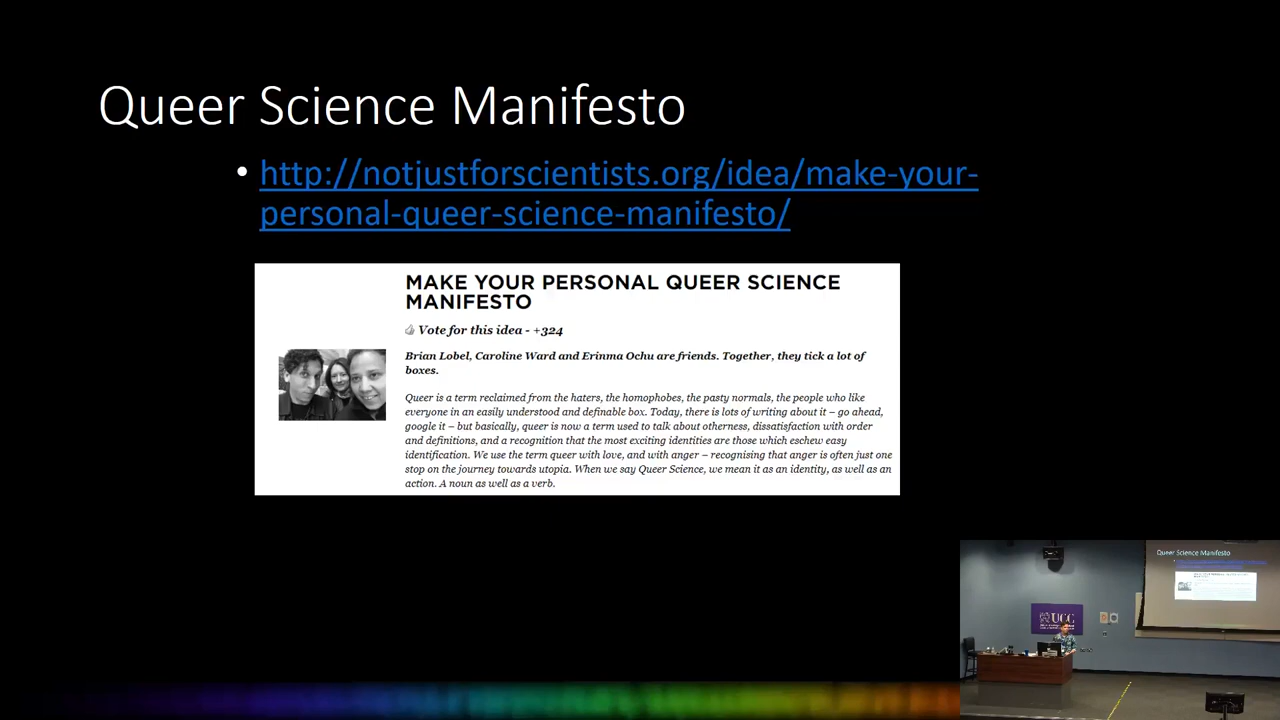 Queer Science Manifesto
• http://notjustforscientists.org/idea/make-your-
personal-queer-science-manifesto/
MAKE YOUR PERSONAL QUEER SCIENCE
MANIFESTO
Vote for this idea - +324
Brian Lobel, Caroline Ward and Erinma Ochu are friends. Together, they tick a lot of
boxes.
Queer is a term reclaimed from the haters, the homophobes, the pasty normals, the people who like
everyone in an easily understood and definable box. Today, there is lots of writing about it – go ahead,
google it – but basically, queer is now a term used to talk about otherness, dissatisfaction with order
and definitions, and a recognition that the most exciting identities are those which eschew easy
identification. We use the term queer with love, and with anger – recognising that anger is often just one
stop on the journey towards utopia. When we say Queer Science, we mean it as an identity, as well as an
action. A noun as well as a verb.
Queer Science Manifesto
UCC